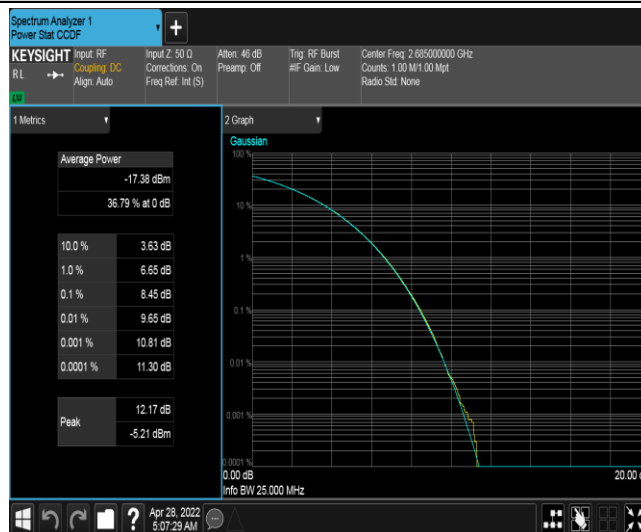 Spectrum Analyzer 1
Power Stat CCDF
KEYSIGHT
RL
Input: RF
Coupling: DC
Align: Auto
Input Z: 50 Ω
Corrections: On
Freq Ref: Int (S)
Atten: 46 dB
Preamp: Off
Trig: RF Burst
#IF Gain: Low
Center Freq: 2.685000000 GHz
Counts: 1.00 M/1.00 Mpt
Radio Std: None
1 Metrics
Average Power
-17.38 dBm
36.79 % at 0 dB
10.0 % 3.63 dB
1.0 % 6.65 dB
0.1 % 8.45 dB
0.01 % 9.65 dB
0.001 % 10.81 dB
0.0001 % 11.30 dB
Peak
12.17 dB
-5.21 dBm
2 Graph
Gaussian
100 %
10 %
1 %
0.1 %
0.01 %
0.001 %
0.0001 %
0.00 dB
20.00
Info BW 25.000 MHz
?
Apr 28, 2022
5:07:29 AM